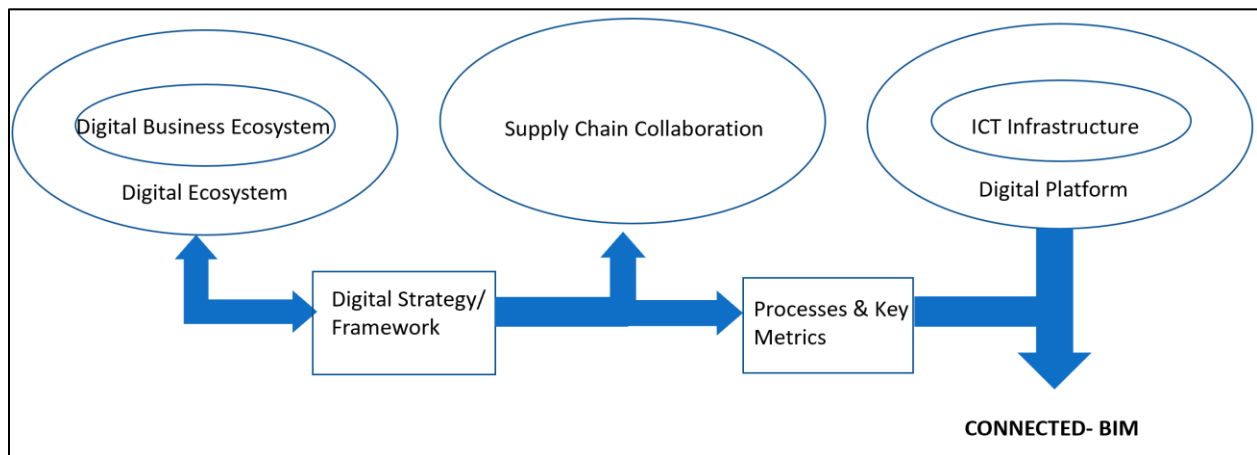 Digital Business Ecosystem
Digital Ecosystem
Supply Chain Collaboration
ICT Infrastructure
Digital Platform
Digital Strategy/
Framework
Processes & Key
Metrics
CONNECTED- BIM